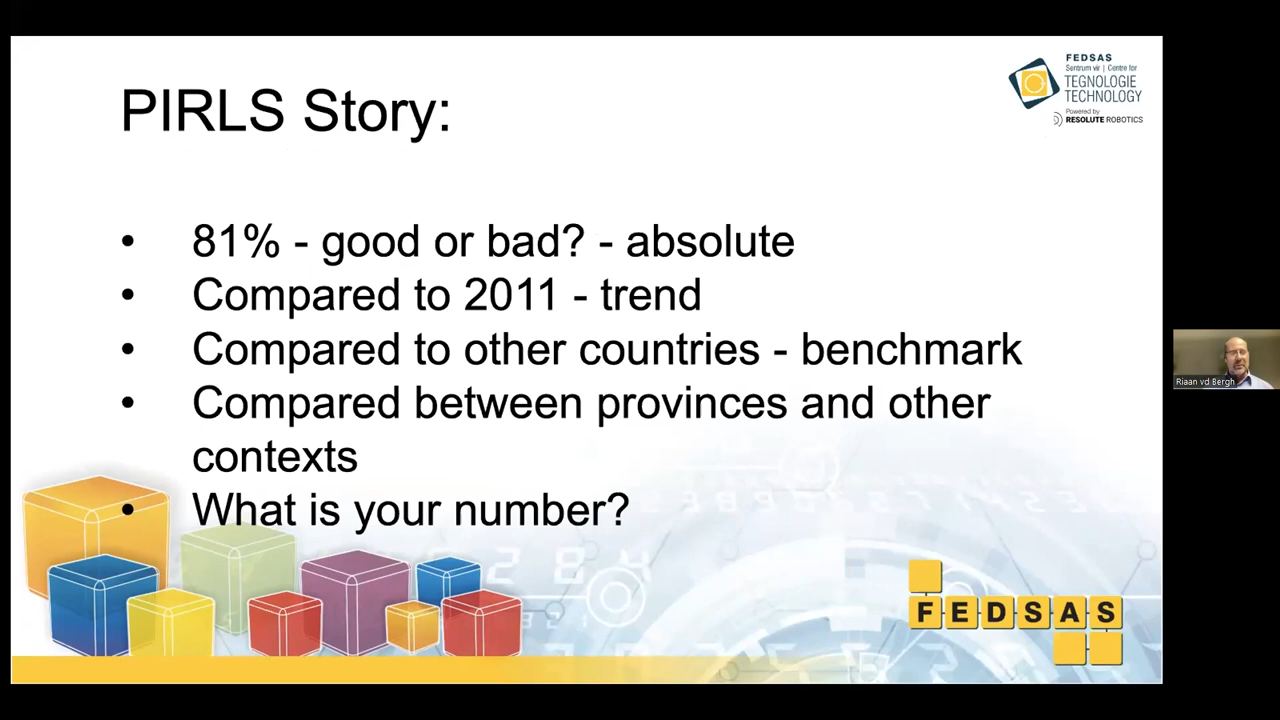 FEDSAS
Sentrum vir | Centre for
TEGNOLOGIE
TECHNOLOGY
Powered by
RESOLUTE ROBOTICS
PIRLS Story:
• 81% - good or bad? - absolute
• Compared to 2011 - trend
• Compared to other countries - benchmark
• Compared between provinces and other
contexts
• What is your number?
FEDSAS
Riaan vd Bergh